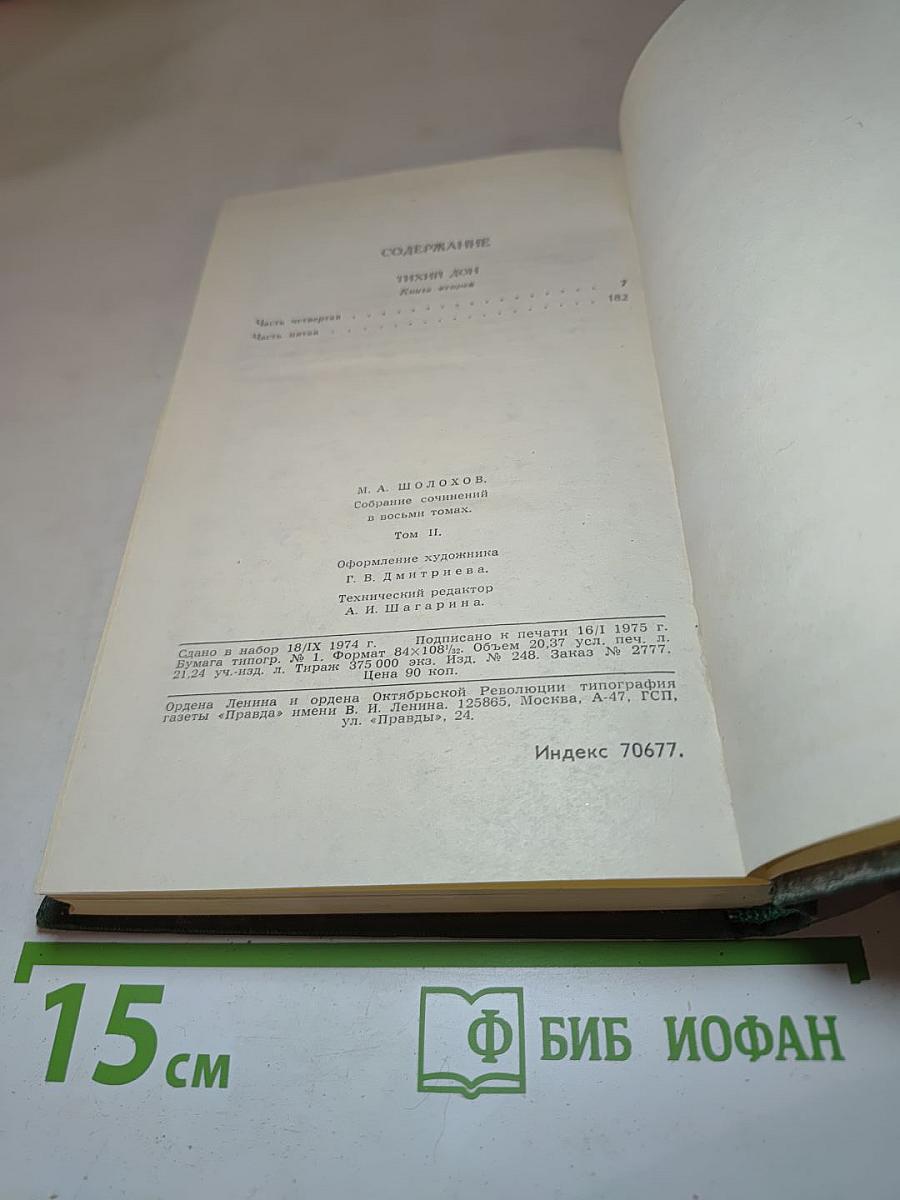 СОДЕРЖАНИЕ
ТИХИЙ ДОН
Книга вторая
Часть четвертая . . . . . . . . . . . . . . . . 7
Часть пятая . . . . . . . . . . . . . . . . 182
М. А. ШОЛОХОВ.
Собрание сочинений
в восьми томах.
Том II.
Оформление художника
Г. В. Дмитриева.
Технический редактор
А. И. Шагарина.
Сдано в набор 18/IX 1974 г. Подписано к печати 16/I 1975 г.
Бумага типогр. № 1. Формат 84×108¹/₃₂. Объем 20,37 усл. печ. л.
21,24 уч.-изд. л. Тираж 375 000 экз. Изд. № 248. Заказ № 2777.
Цена 90 коп.
Ордена Ленина и ордена Октябрьской Революции типография
газеты «Правда» имени В. И. Ленина. 125865, Москва, А-47, ГСП,
ул. «Правды», 24.
Индекс 70677.
15 см
Ф БИБ ИОФАН